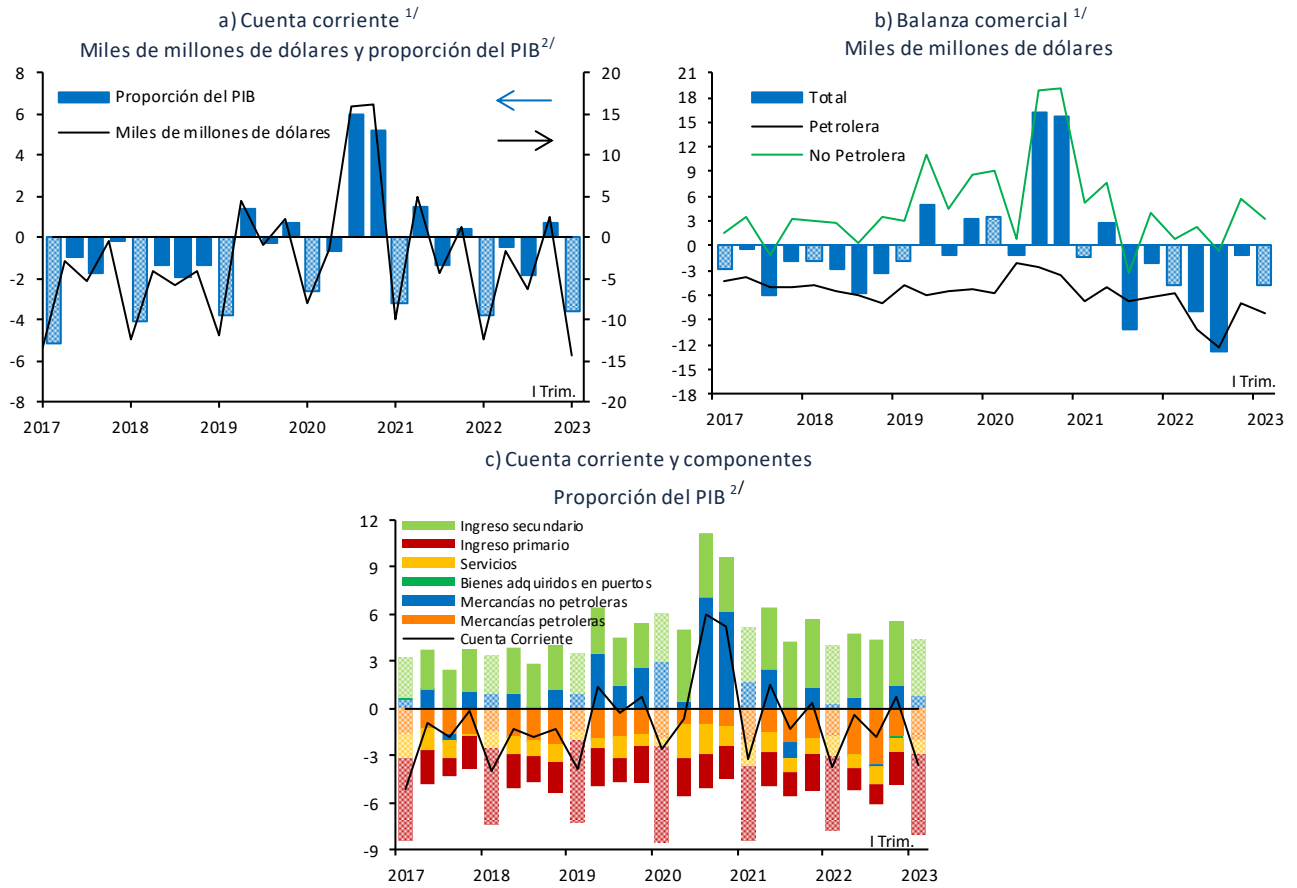 a) Cuenta corriente 1/
Miles de millones de dólares y proporción del PIB2/
8
6
4
2
0
-2
-4
-6
-8
20
15
10
5
0
-5
-10
-15
-20
Proporción del PIB
Miles de millones de dólares
I Trim.
2017 2018 2019 2020 2021 2022 2023
b) Balanza comercial 1/
Miles de millones de dólares
21
18
15
12
9
6
3
0
-3
-6
-9
-12
-15
-18
Total
Petrolera
No Petrolera
I Trim.
2017 2018 2019 2020 2021 2022 2023
c) Cuenta corriente y componentes
Proporción del PIB 2/
12
9
6
3
0
-3
-6
-9
Ingreso secundario
Ingreso primario
Servicios
Bienes adquiridos en puertos
Mercancías no petroleras
Mercancías petroleras
Cuenta Corriente
I Trim.
2017 2018 2019 2020 2021 2022 2023